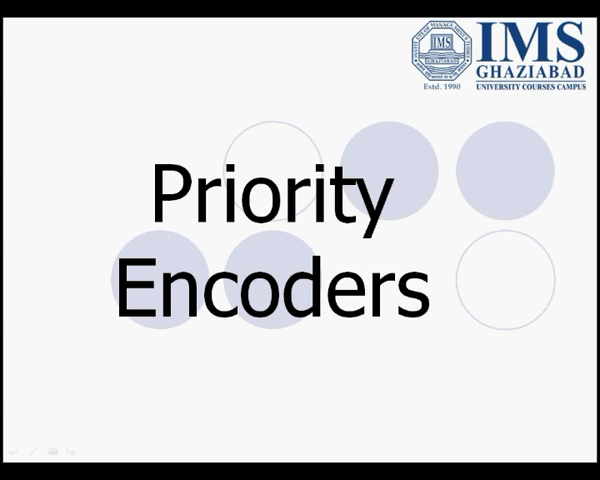 IMS
GHAZIABAD
Estd. 1990
UNIVERSITY COURSES CAMPUS
Priority
Encoders